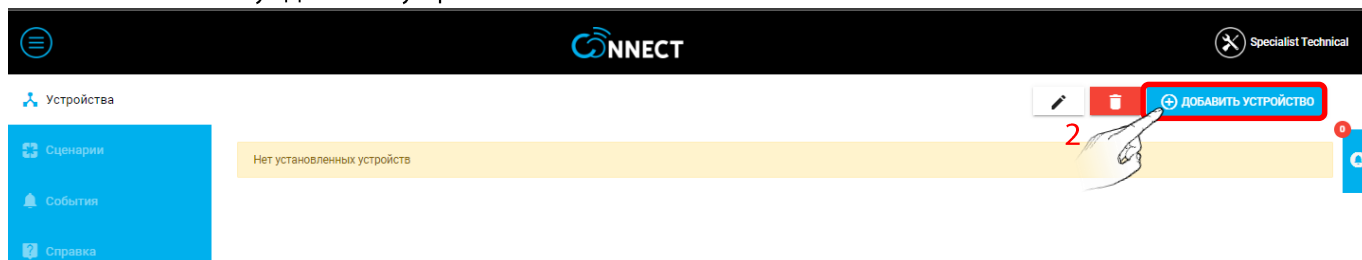 CONNECT
Specialist Technical
Устройства
ДОБАВИТЬ УСТРОЙСТВО
2
0
Сценарии
Нет установленных устройств
События
Справка